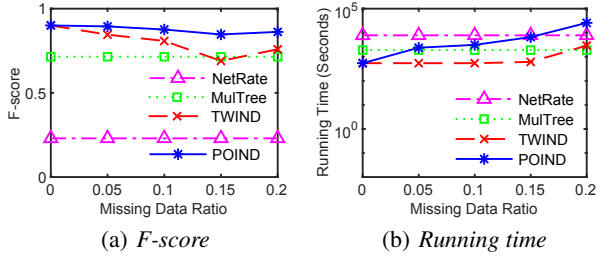 1
0.5
0
F-score
NetRate
MulTree
TWIND
POIND
0 0.05 0.1 0.15 0.2
Missing Data Ratio
(a) F-score
10^5
10^0
Running Time (Seconds)
NetRate
MulTree
TWIND
POIND
0 0.05 0.1 0.15 0.2
Missing Data Ratio
(b) Running time